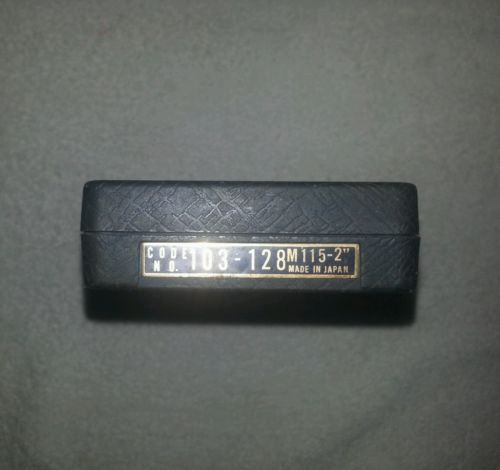 CODE NO. 103-128 M115-2"
MADE IN JAPAN